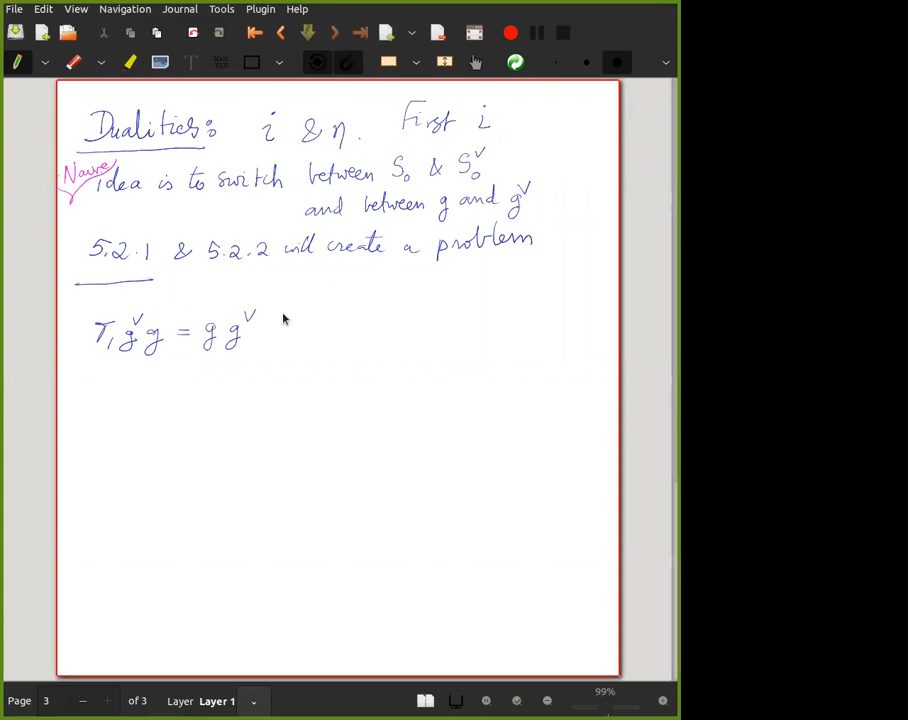 File Edit View Navigation Journal Tools Plugin Help
Dualities: i & η. First i
Naive
idea is to switch between S₀ & S₀^∨
and between g and g^∨
5.2.1 & 5.2.2 will create a problem
T₁ g^∨ g = g g^∨
Page 3 of 3 Layer Layer 1 99%